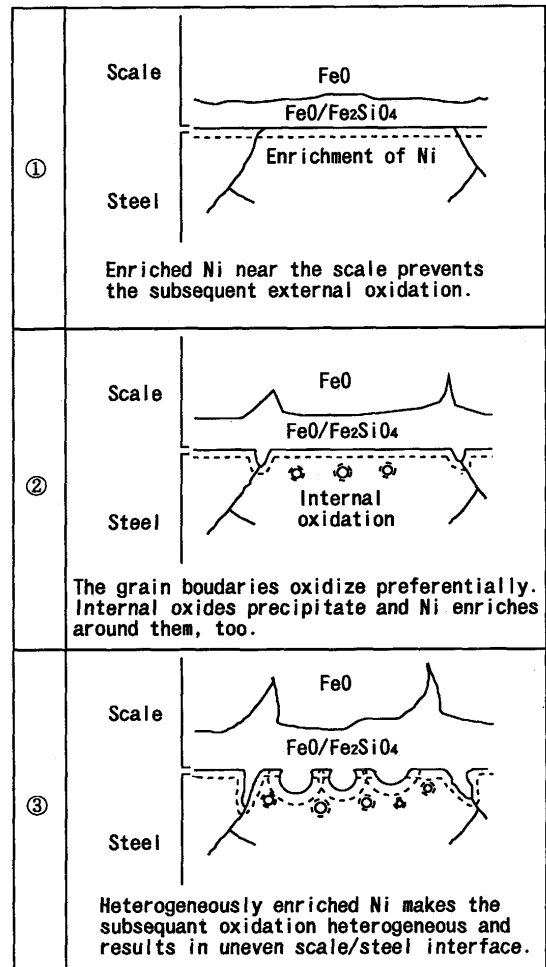 Scale
FeO
FeO/Fe2SiO4
①
Enrichment of Ni
Steel
Enriched Ni near the scale prevents
the subsequent external oxidation.
Scale
FeO
FeO/Fe2SiO4
②
Internal
oxidation
Steel
The grain boudaries oxidize preferentially.
Internal oxides precipitate and Ni enriches
around them, too.
Scale
FeO
FeO/Fe2SiO4
③
Steel
Heterogeneously enriched Ni makes the
subsequant oxidation heterogeneous and
results in uneven scale/steel interface.